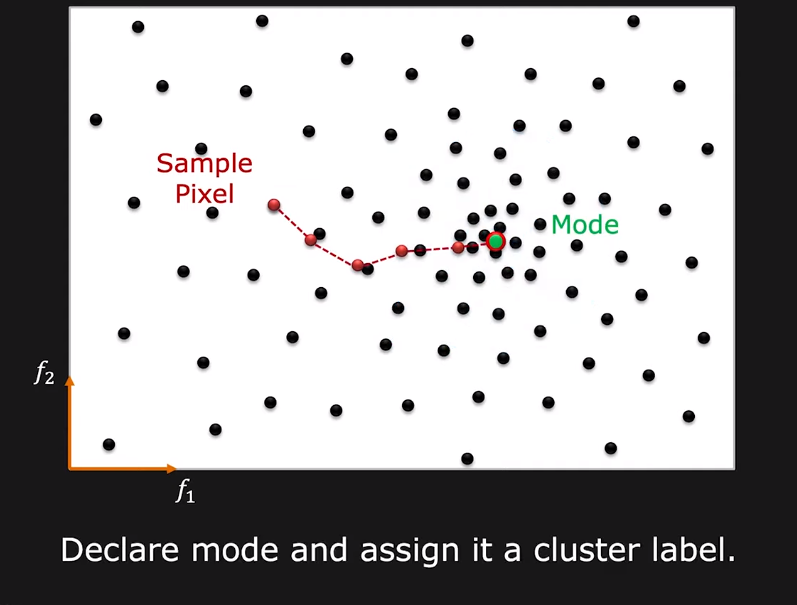 Sample
Pixel
Mode
f₂
f₁
Declare mode and assign it a cluster label.